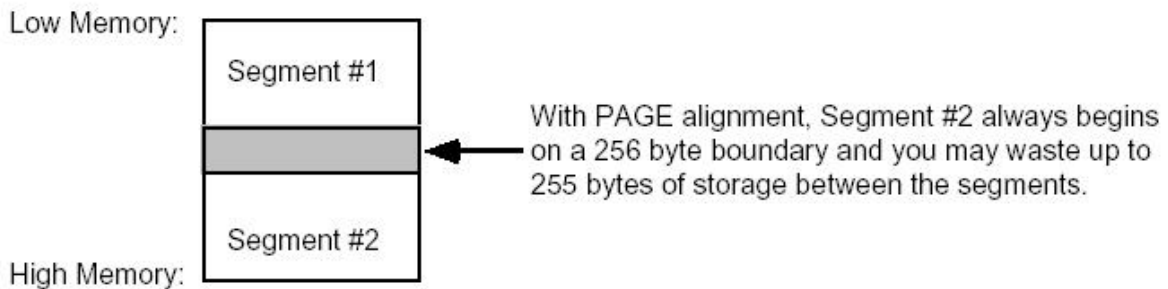 Low Memory:
Segment #1
With PAGE alignment, Segment #2 always begins
on a 256 byte boundary and you may waste up to
255 bytes of storage between the segments.
Segment #2
High Memory: